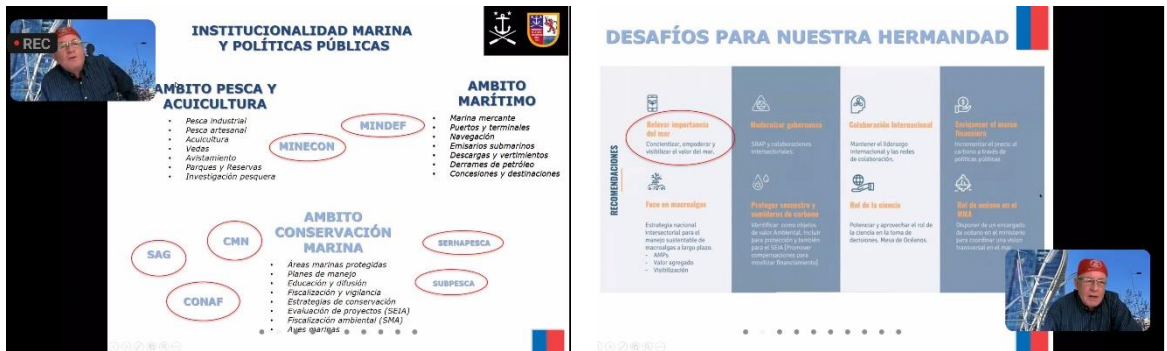 REC
INSTITUCIONALIDAD MARINA
Y POLÍTICAS PÚBLICAS
AMBITO PESCA Y
ACUICULTURA
Pesca industrial
Pesca artesanal
Acuicultura
Vedas
Avistamiento
Parques y Reservas
Investigación pesquera
MINECON
MINDEF
AMBITO
MARÍTIMO
Marina mercante
Puertos y terminales
Navegación
Emisarios submarinos
Descargas y vertimientos
Derrames de petróleo
Concesiones y destinaciones
SAG
CMN
CONAF
AMBITO
CONSERVACIÓN
MARINA
Áreas marinas protegidas
Planes de manejo
Educación y difusión
Fiscalización y vigilancia
Estrategias de conservación
Evaluación de proyectos (SEIA)
Fiscalización ambiental (SMA)
Aves marinas
SERNAPESCA
SUBPESCA
DESAFÍOS PARA NUESTRA HERMANDAD
RECOMENDACIONES
Relevar importancia
del mar
Concientizar, empoderar y
visibilizar el valor del mar.
Modernizar gobernanza
SBAP y colaboraciones
intersectoriales.
Colaboración Internacional
Mantener el liderazgo
internacional y las redes
de colaboración.
Enriquecer el marco
financiero
Incrementar el precio al
carbono a través de
políticas públicas
Foco en macroalgas
Estrategia nacional
intersectorial para el
manejo sustentable de
macroalgas a largo plazo.
- AMPs
- Valor agregado
- Visibilización
Proteger secuestro y
sumideros de carbono
Identificar como objetos
de valor Ambiental. Incluir
para protección y también
para el SEIA [Promover
compensaciones para
movilizar financiamiento]
Rol de la ciencia
Potenciar y aprovechar el rol de
la ciencia en la toma de
decisiones. Mesa de Océanos.
Rol de océano en el
MMA
Disponer de un encargado
de océano en el ministerio
para coordinar una visión
transversal en el mar